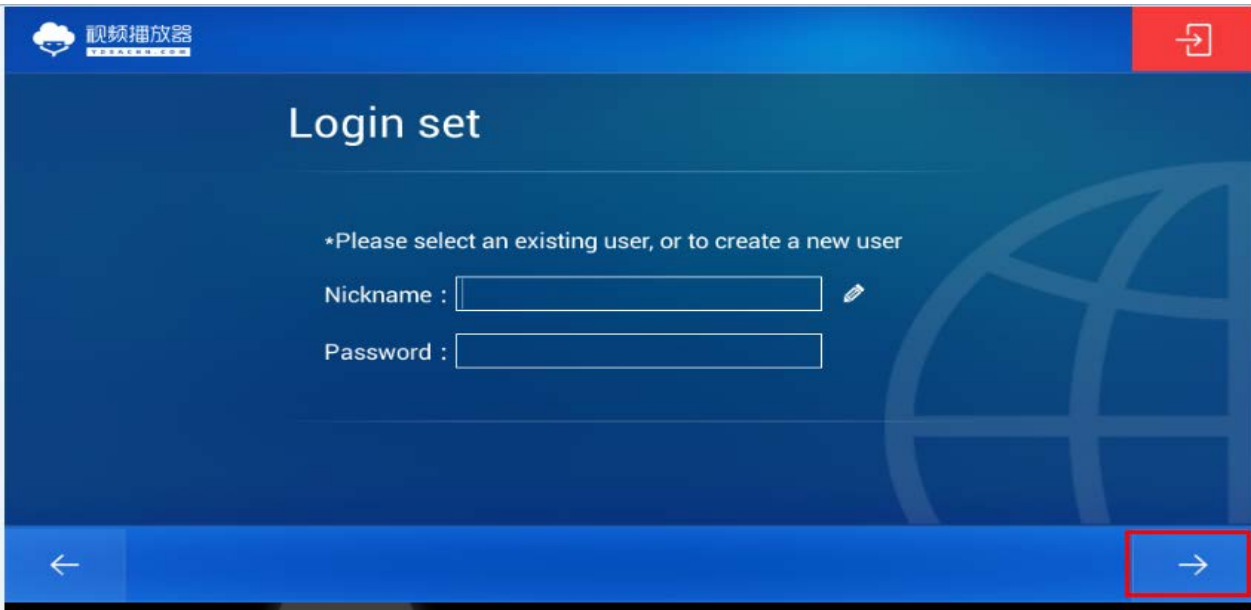 视频播放器
Login set
*Please select an existing user, or to create a new user
Nickname :
Password :